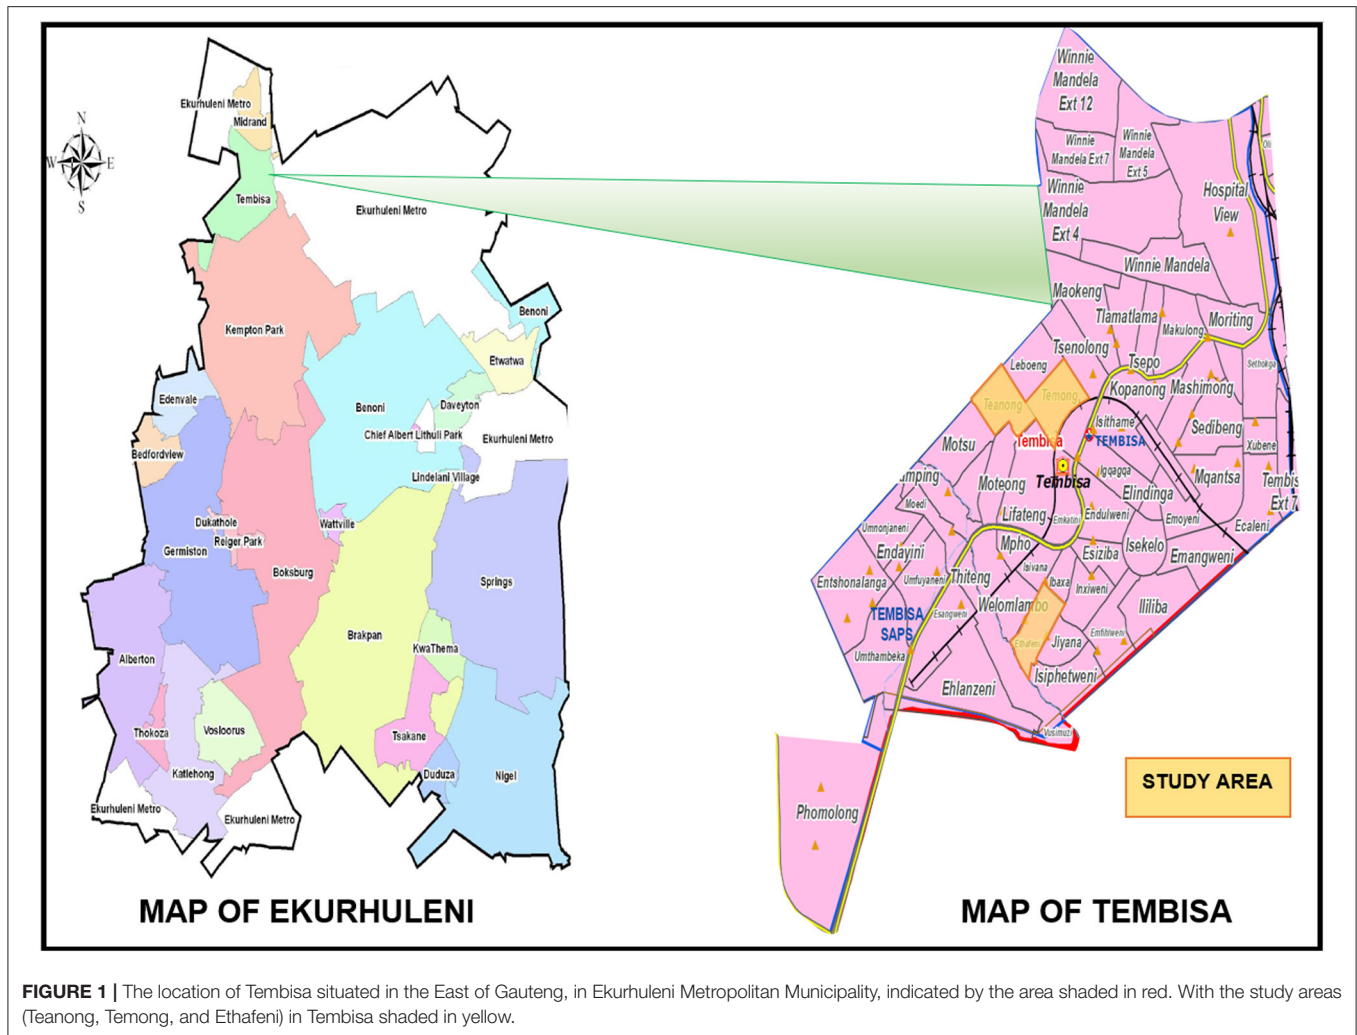 N
W E
S
Ekurhuleni Metro
Midrand
Tembisa
Ekurhuleni Metro
Kempton Park
Benoni
Etwatwa
Edenvale
Benoni
Daveyton
Chief Albert Lithuli Park
Ekurhuleni Metro
Bedfordview
Lindelani Village
Dukathole
Wattville
Reiger Park
Germiston
Boksburg
Springs
Brakpan
KwaThema
Alberton
Thokoza
Vosloorus
Tsakane
Katlehong
Duduza
Nigel
Ekurhuleni Metro
Ekurhuleni Metro
MAP OF EKURHULENI
Winnie
Mandela
Ext 12
Winnie
Mandela Ext 7
Winnie
Mandela
Ext 5
Winnie
Mandela
Ext 4
Hospital
View
Winnie Mandela
Maokeng
Tlamatlama
Makulong
Moriting
Tsenolong
Leboeng
Tsepo
Sethokga
Kopanong
Mashimong
Teanong
Temong
Isithame
Sedibeng
Motsu
Tembisa
TEMBISA
Xubene
Igqagqa
Mqantsa
Tembisa
Moteong
Elindinga
Tembis
Ext 7
Moedi
Lifateng
Emkatini
Endulweni
Emoyeni
Ecaleni
Umnonjaneni
Endayini
Mpho
Esiziba
Isekelo
Emangweni
Isivana
Entshonalanga
Umfuyaneni
Thiteng
Ibaxa
Inxiweni
Esangweni
Welomlambo
Ililiba
TEMBISA
SAPS
Ethafeni
Jiyana
Emfihlweni
Umthambeka
Isiphetweni
Ehlanzeni
Vusimuzi
Phomolong
STUDY AREA
MAP OF TEMBISA
FIGURE 1 | The location of Tembisa situated in the East of Gauteng, in Ekurhuleni Metropolitan Municipality, indicated by the area shaded in red. With the study areas
(Teanong, Temong, and Ethafeni) in Tembisa shaded in yellow.